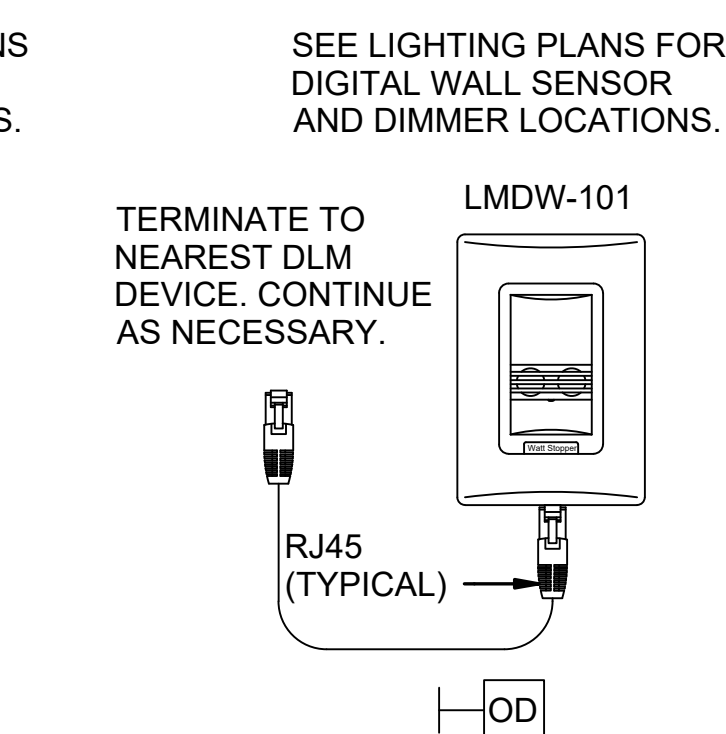 NS
S.
SEE LIGHTING PLANS FOR
DIGITAL WALL SENSOR
AND DIMMER LOCATIONS.
LMDW-101
TERMINATE TO
NEAREST DLM
DEVICE. CONTINUE
AS NECESSARY.
Watt Stopper
RJ45
(TYPICAL)
OD